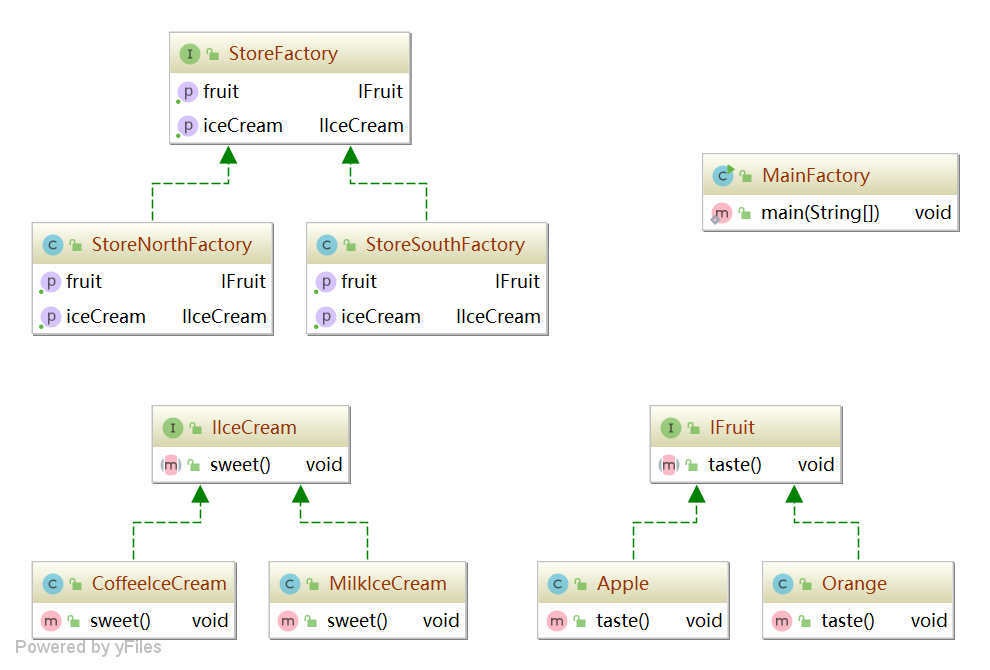 I StoreFactory
p fruit IFruit
p iceCream IIceCream
C MainFactory
m main(String[]) void
C StoreNorthFactory
p fruit IFruit
p iceCream IIceCream
C StoreSouthFactory
p fruit IFruit
p iceCream IIceCream
I IIceCream
m sweet() void
I IFruit
m taste() void
C CoffeeIceCream
m sweet() void
C MilkIceCream
m sweet() void
C Apple
m taste() void
C Orange
m taste() void
Powered by yFiles